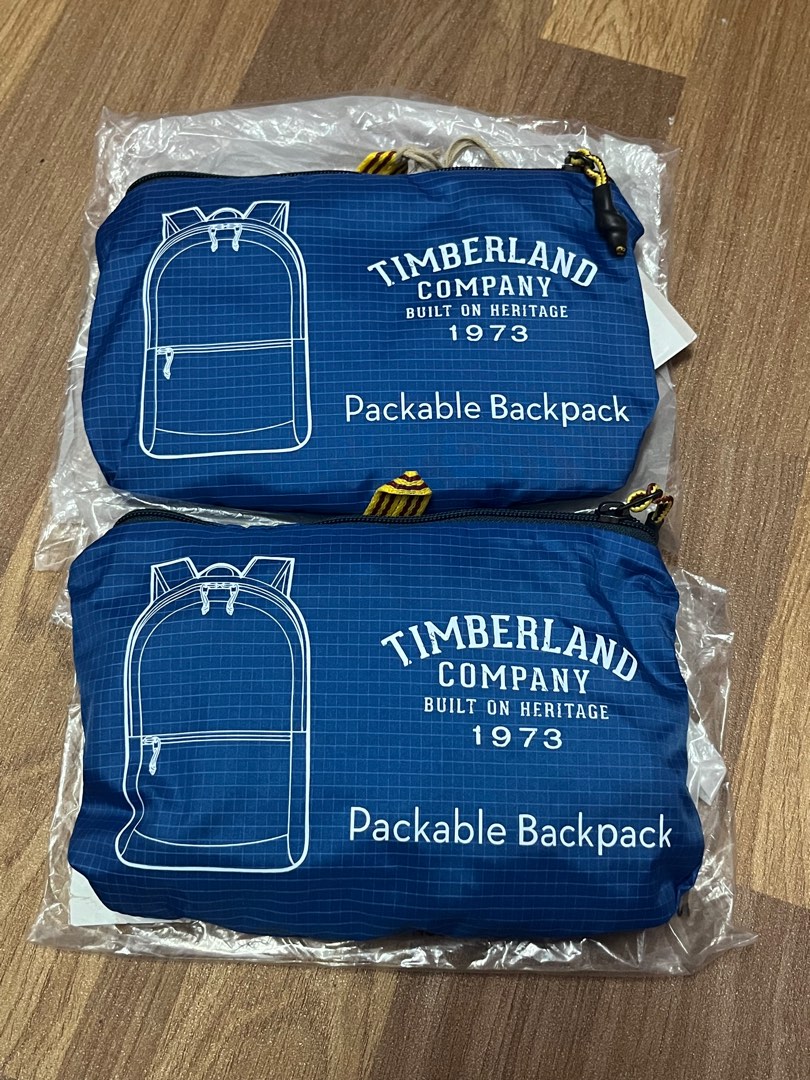 TIMBERLAND
COMPANY
BUILT ON HERITAGE
1973
Packable Backpack
TIMBERLAND
COMPANY
BUILT ON HERITAGE
1973
Packable Backpack